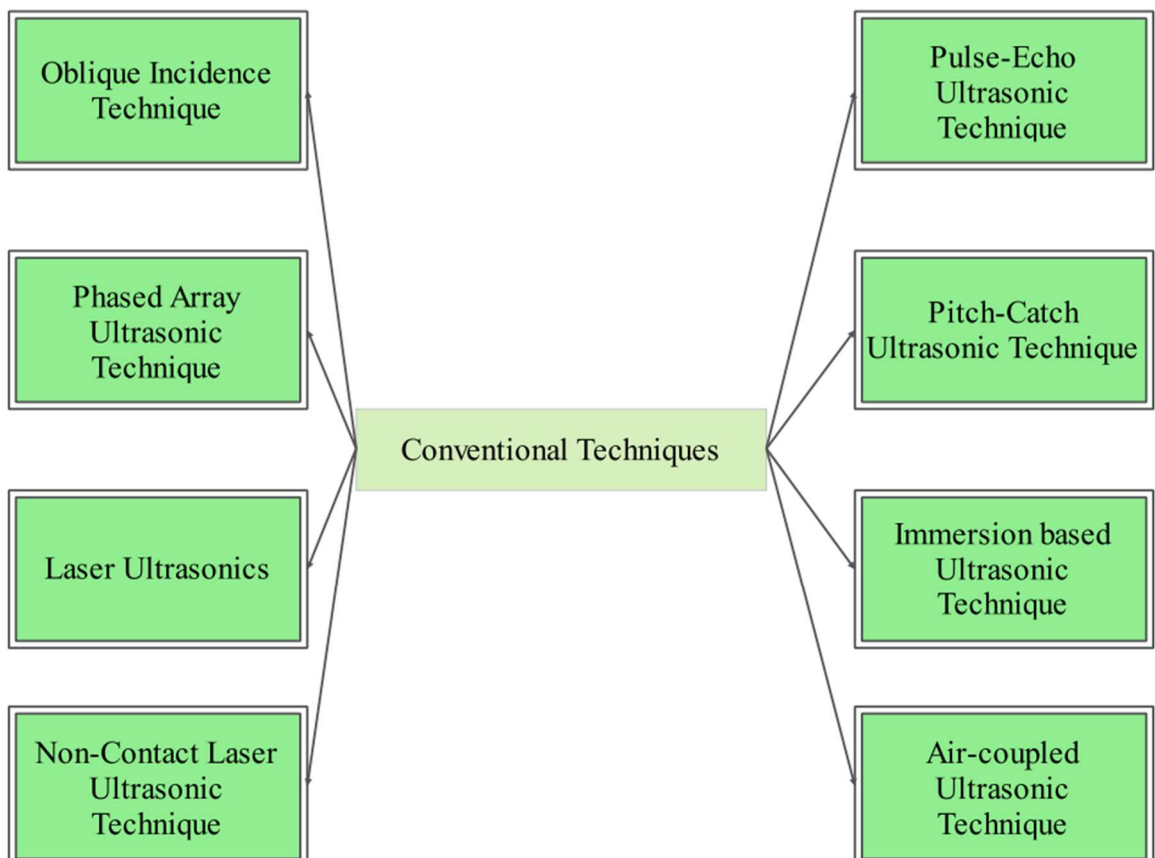 Oblique Incidence
Technique
Phased Array
Ultrasonic
Technique
Laser Ultrasonics
Non-Contact Laser
Ultrasonic
Technique
Conventional Techniques
Pulse-Echo
Ultrasonic
Technique
Pitch-Catch
Ultrasonic Technique
Immersion based
Ultrasonic
Technique
Air-coupled
Ultrasonic
Technique